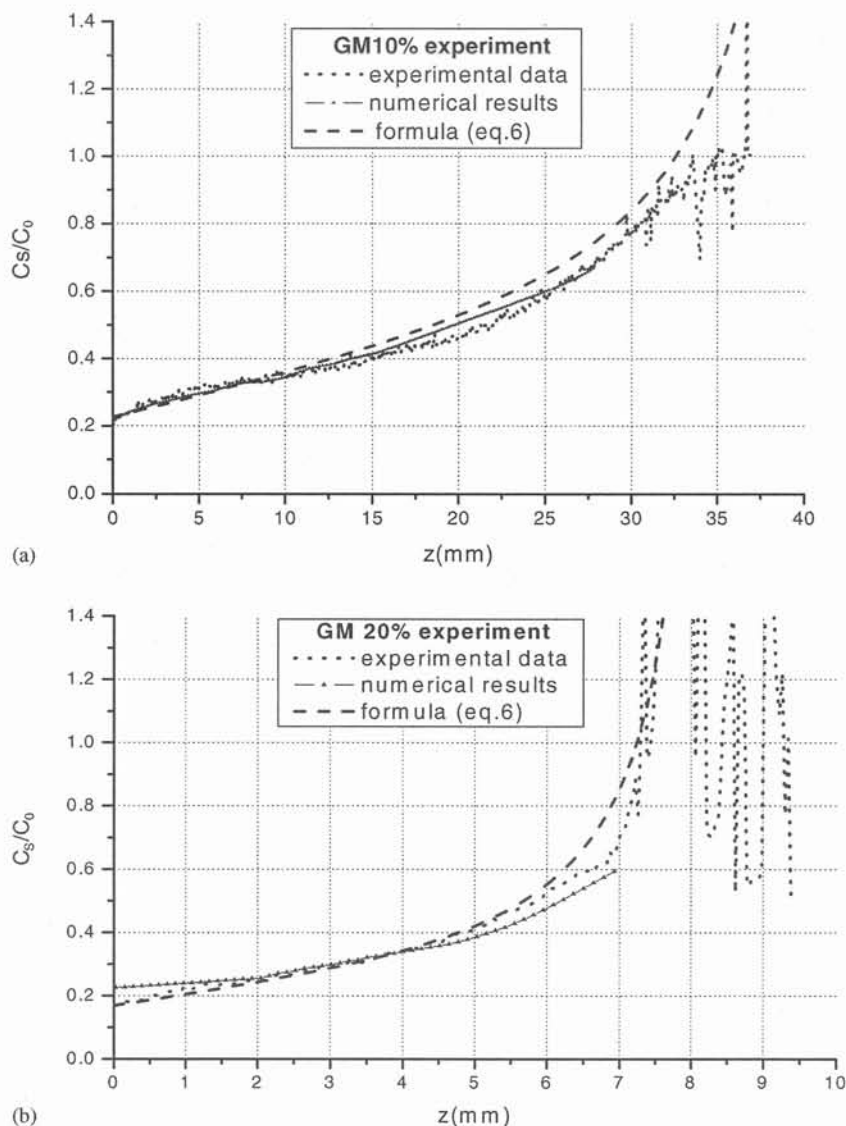 1.4
1.2
1.0
0.8
0.6
0.4
0.2
0.0
Cs/C0
GM10% experiment
experimental data
numerical results
formula (eq.6)
0 5 10 15 20 25 30 35 40
z(mm)
(a)
1.4
1.2
1.0
0.8
0.6
0.4
0.2
0.0
Cs/C0
GM 20% experiment
experimental data
numerical results
formula (eq.6)
0 1 2 3 4 5 6 7 8 9 10
z(mm)
(b)